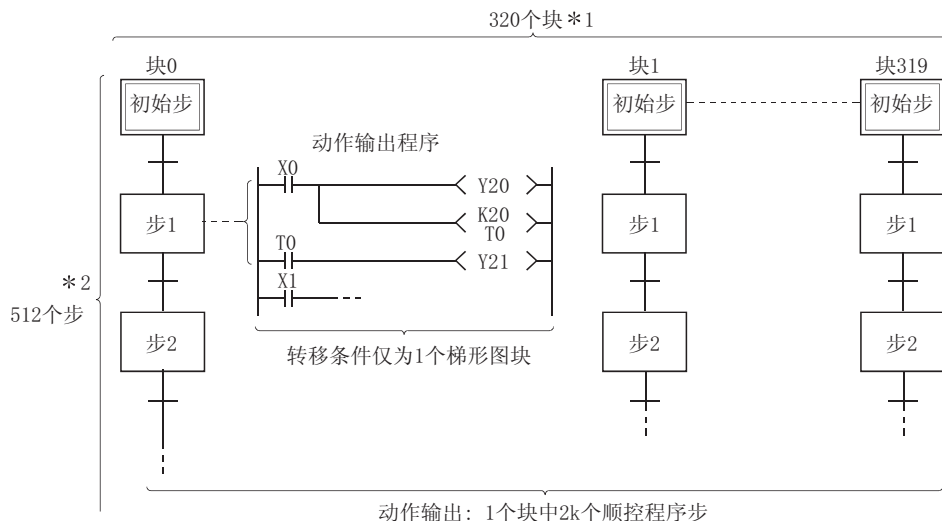 320个块＊1
块0
块1
块319
初始步
初始步
初始步
动作输出程序
X0
Y20
步1
步1
步1
K20
T0
T0
Y21
X1
＊2
512个步
步2
步2
步2
转移条件仅为1个梯形图块
动作输出：1个块中2k个顺控程序步